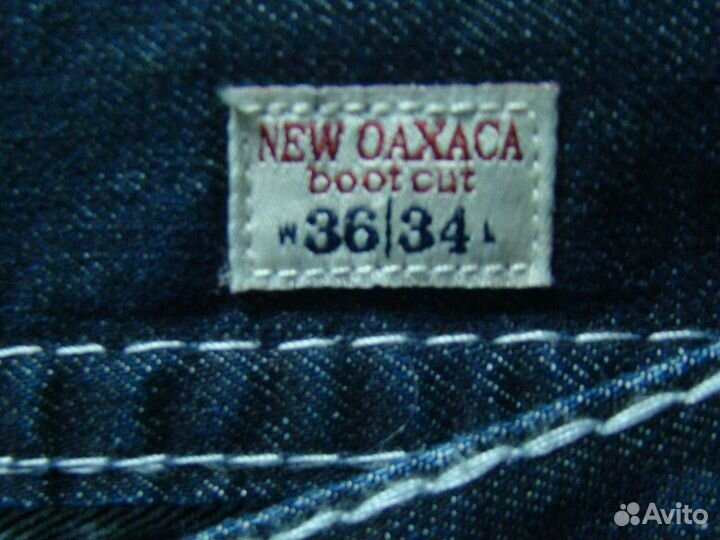 NEW OAXACA
boot cut
W 36|34 L
Avito